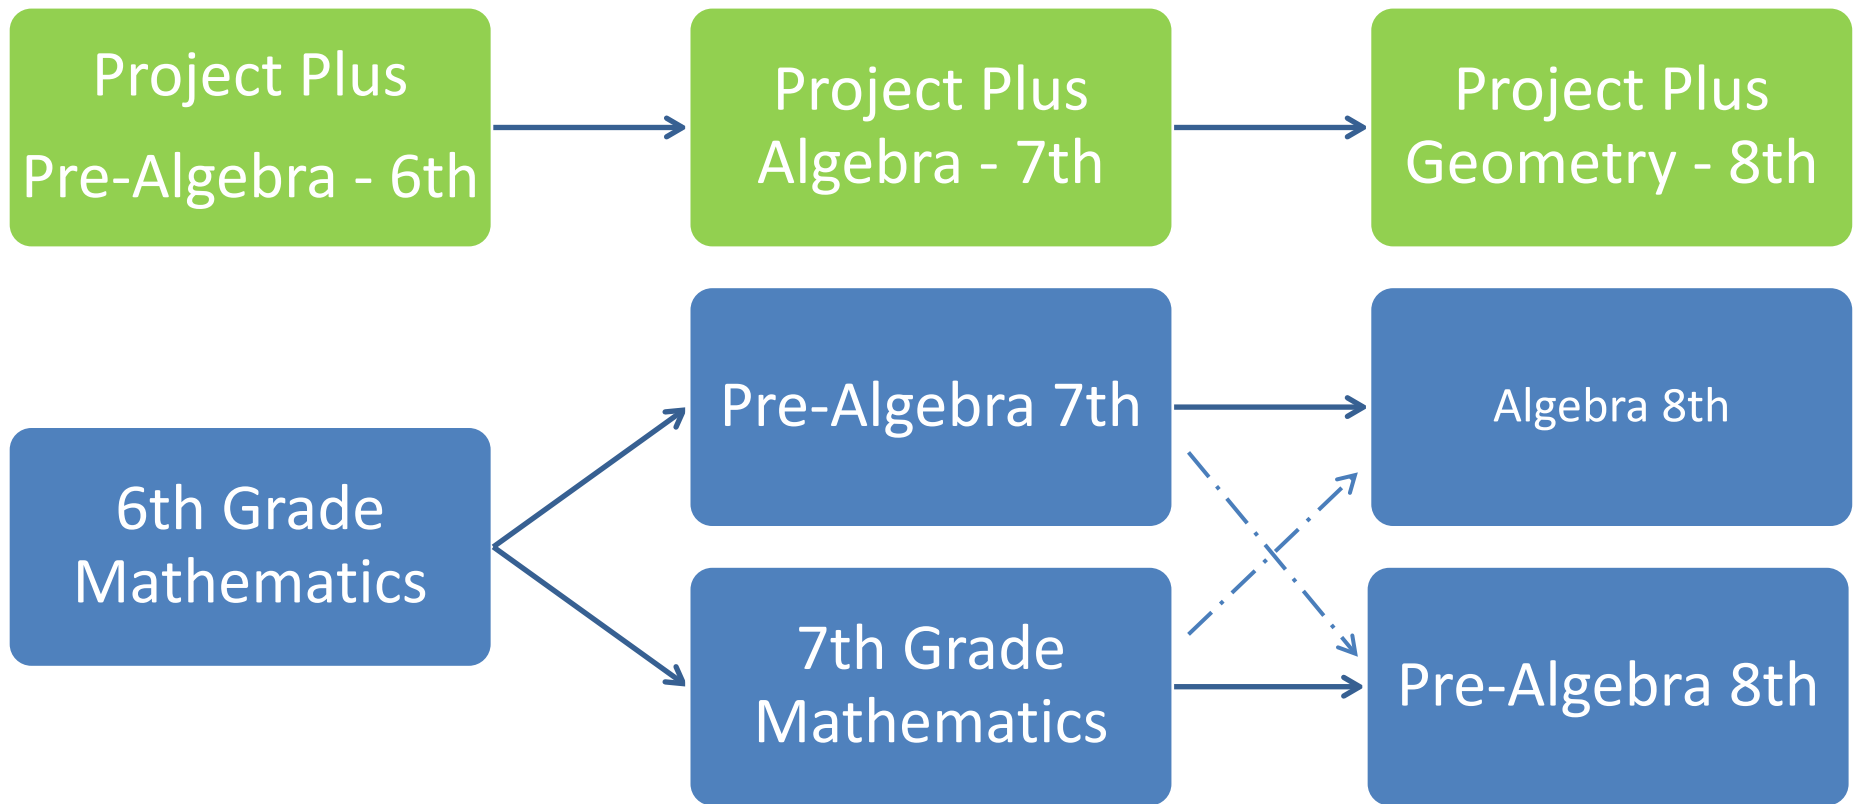 Project Plus
Pre-Algebra - 6th
Project Plus
Algebra - 7th
Project Plus
Geometry - 8th
6th Grade
Mathematics
Pre-Algebra 7th
Algebra 8th
7th Grade
Mathematics
Pre-Algebra 8th